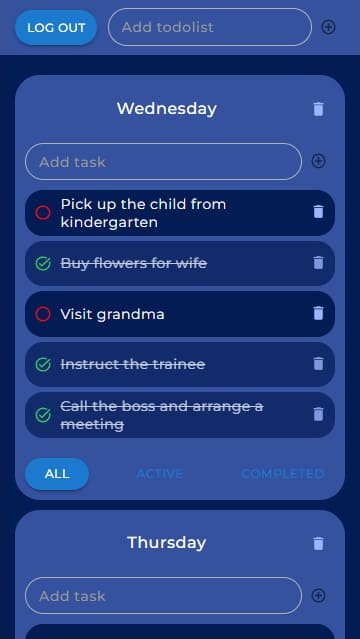 LOG OUT
Add todolist
Wednesday
Add task
Pick up the child from
kindergarten
Buy flowers for wife
Visit grandma
Instruct the trainee
Call the boss and arrange a
meeting
ALL
ACTIVE
COMPLETED
Thursday
Add task